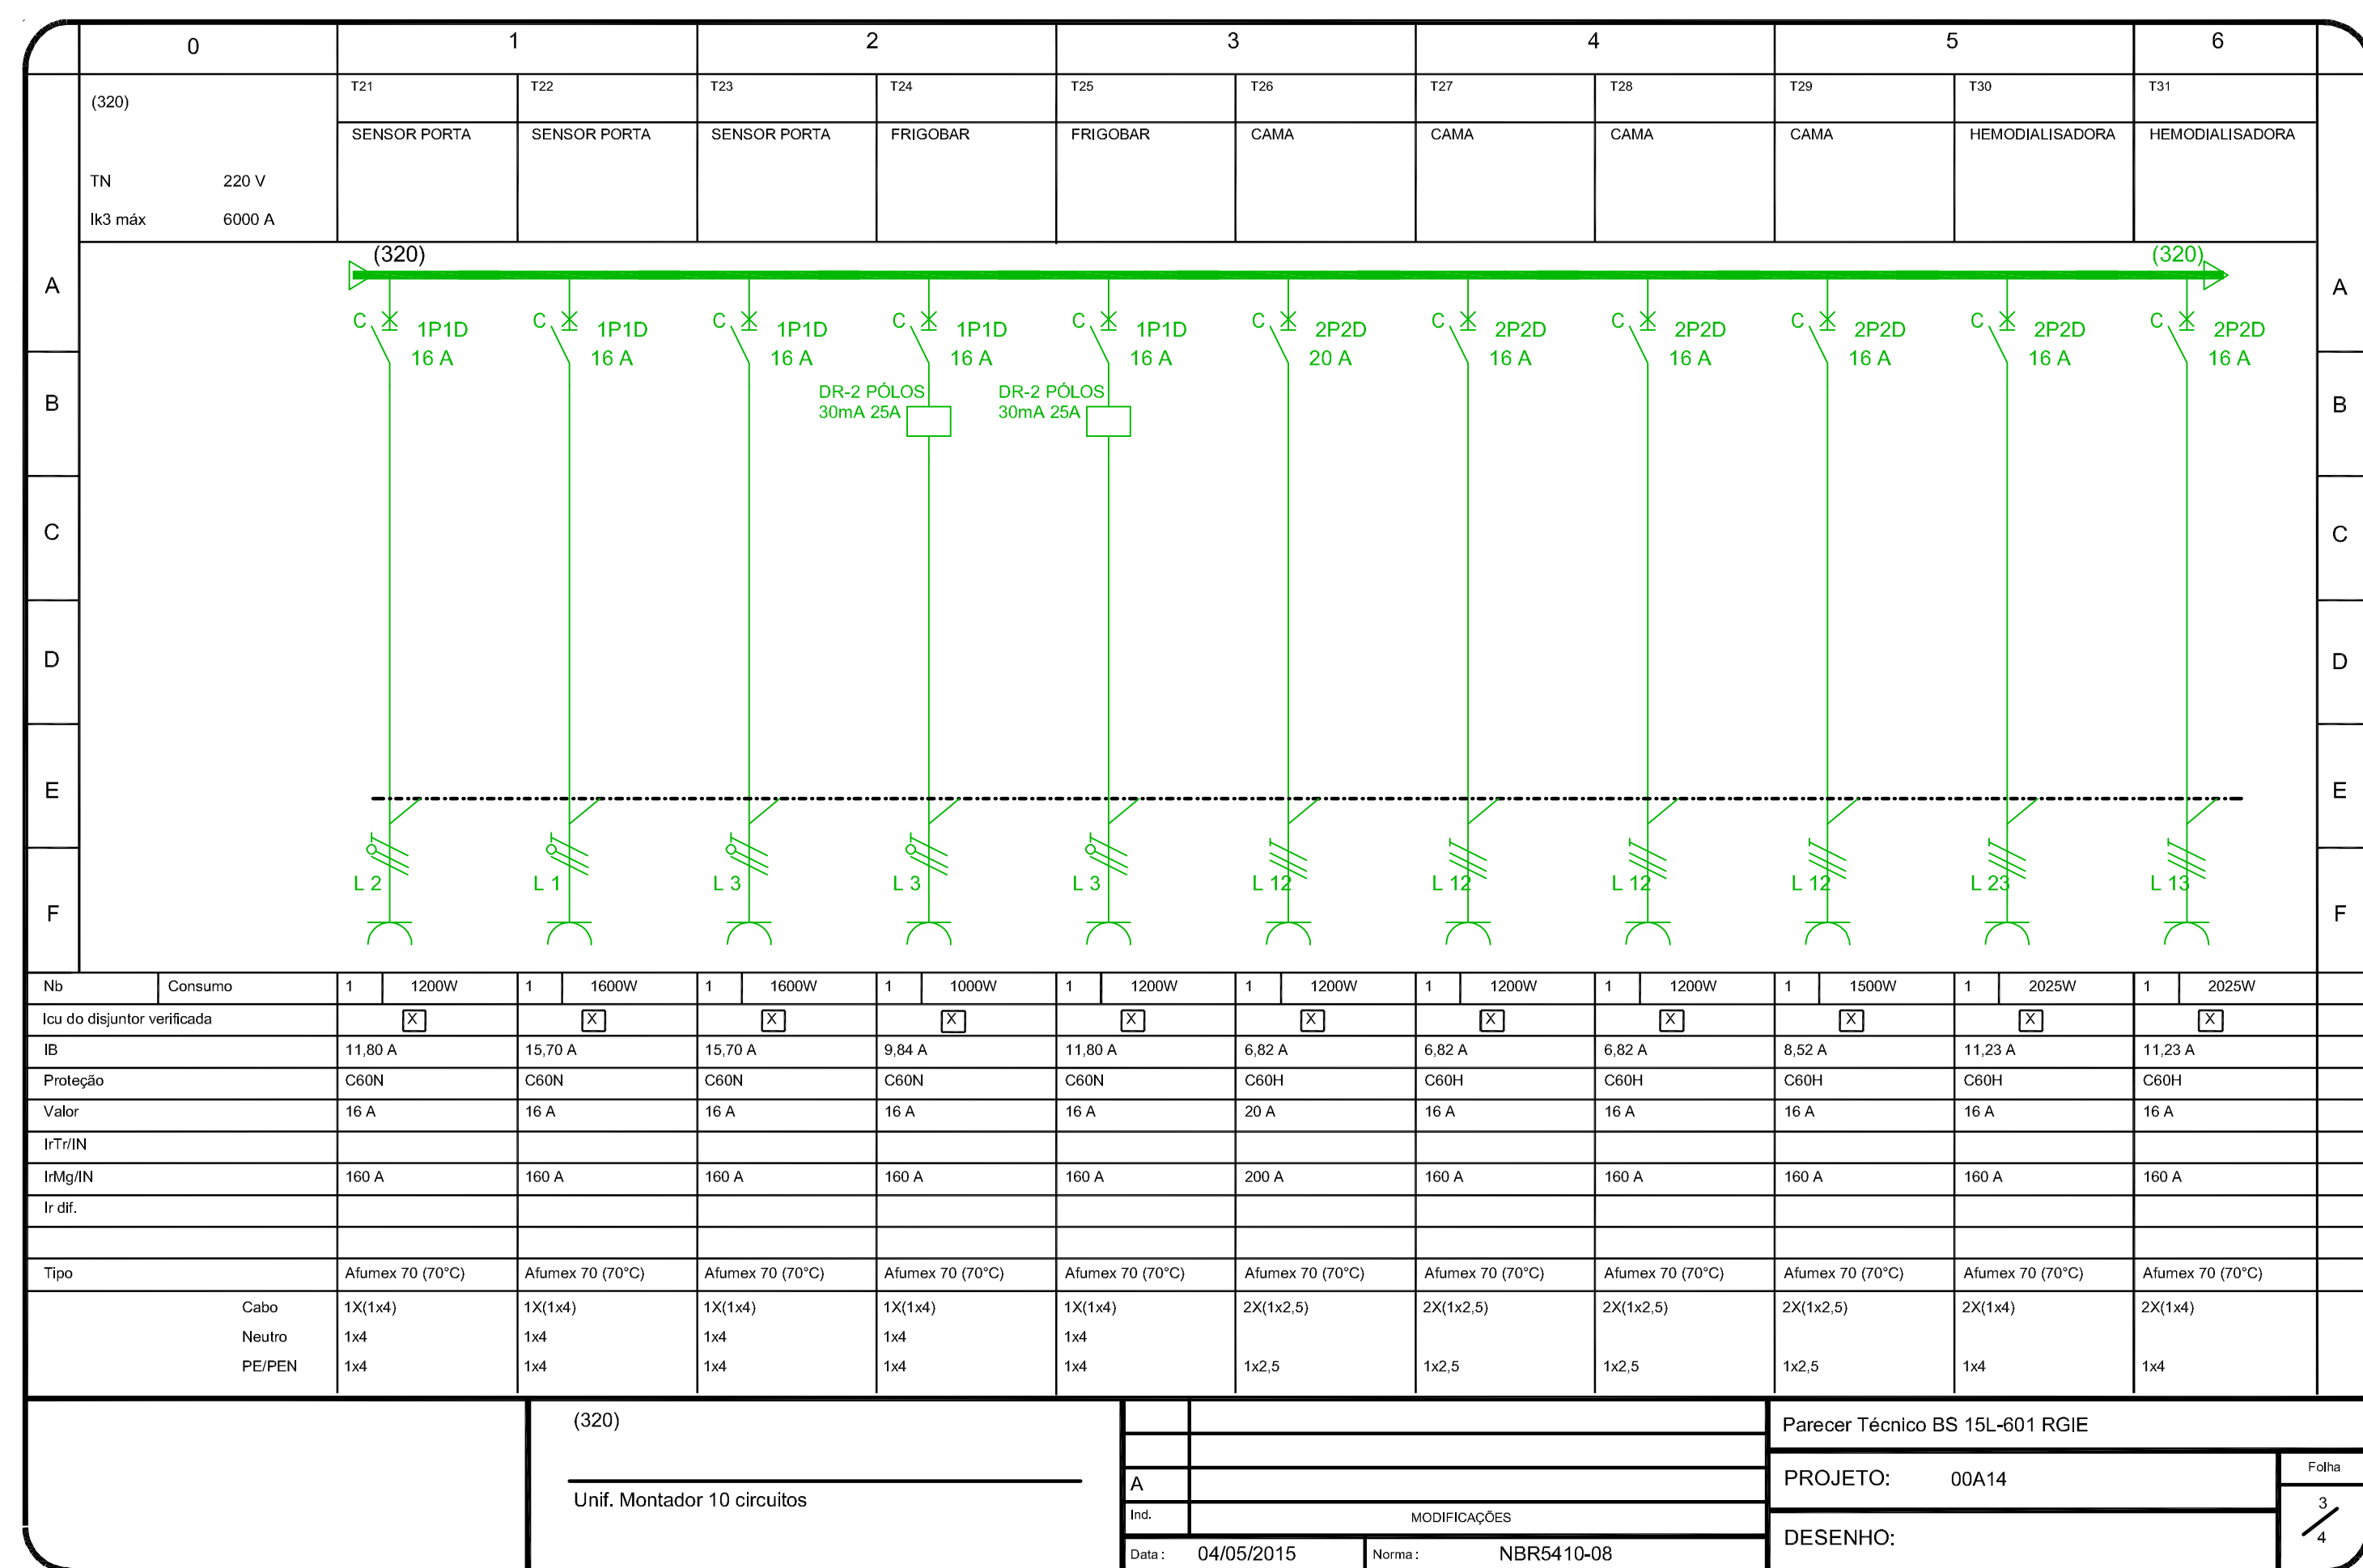 0 1 2 3 4 5 6
(320) T21 T22 T23 T24 T25 T26 T27 T28 T29 T30 T31
SENSOR PORTA SENSOR PORTA SENSOR PORTA FRIGOBAR FRIGOBAR CAMA CAMA CAMA CAMA HEMODIALISADORA HEMODIALISADORA
TN 220 V
Ik3 máx 6000 A
(320) (320)
A A
C 1P1D C 1P1D C 1P1D C 1P1D C 1P1D C 2P2D C 2P2D C 2P2D C 2P2D C 2P2D C 2P2D
16 A 16 A 16 A 16 A 16 A 20 A 16 A 16 A 16 A 16 A 16 A
DR-2 PÓLOS DR-2 PÓLOS
B 30mA 25A 30mA 25A B
C C
D D
E E
L 2 L 1 L 3 L 3 L 3 L 12 L 12 L 12 L 12 L 23 L 13
F F
Nb Consumo 1 1200W 1 1600W 1 1600W 1 1000W 1 1200W 1 1200W 1 1200W 1 1200W 1 1500W 1 2025W 1 2025W
Icu do disjuntor verificada X X X X X X X X X X X
IB 11,80 A 15,70 A 15,70 A 9,84 A 11,80 A 6,82 A 6,82 A 6,82 A 8,52 A 11,23 A 11,23 A
Proteção C60N C60N C60N C60N C60N C60H C60H C60H C60H C60H C60H
Valor 16 A 16 A 16 A 16 A 16 A 20 A 16 A 16 A 16 A 16 A 16 A
IrTr/IN
IrMg/IN 160 A 160 A 160 A 160 A 160 A 200 A 160 A 160 A 160 A 160 A 160 A
Ir dif.
Tipo Afumex 70 (70°C) Afumex 70 (70°C) Afumex 70 (70°C) Afumex 70 (70°C) Afumex 70 (70°C) Afumex 70 (70°C) Afumex 70 (70°C) Afumex 70 (70°C) Afumex 70 (70°C) Afumex 70 (70°C) Afumex 70 (70°C)
Cabo 1X(1x4) 1X(1x4) 1X(1x4) 1X(1x4) 1X(1x4) 2X(1x2,5) 2X(1x2,5) 2X(1x2,5) 2X(1x2,5) 2X(1x4) 2X(1x4)
Neutro 1x4 1x4 1x4 1x4 1x4
PE/PEN 1x4 1x4 1x4 1x4 1x4 1x2,5 1x2,5 1x2,5 1x2,5 1x4 1x4
(320)
Unif. Montador 10 circuitos
A
Ind. MODIFICAÇÕES
Data : 04/05/2015 Norma : NBR5410-08
Parecer Técnico BS 15L-601 RGIE
PROJETO: 00A14
DESENHO:
Folha
3/4